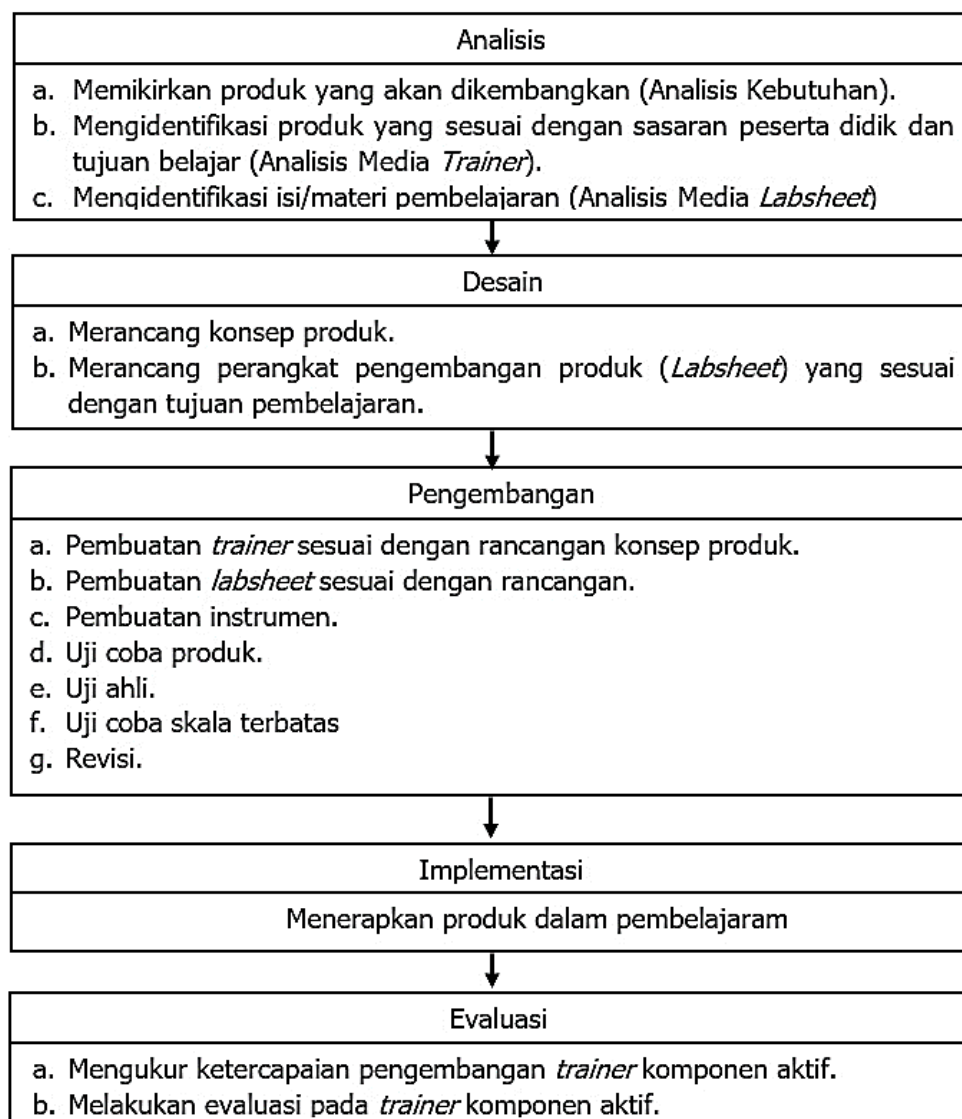 Analisis
a. Memikirkan produk yang akan dikembangkan (Analisis Kebutuhan).
b. Mengidentifikasi produk yang sesuai dengan sasaran peserta didik dan
tujuan belajar (Analisis Media Trainer).
c. Mengidentifikasi isi/materi pembelajaran (Analisis Media Labsheet)
Desain
a. Merancang konsep produk.
b. Merancang perangkat pengembangan produk (Labsheet) yang sesuai
dengan tujuan pembelajaran.
Pengembangan
a. Pembuatan trainer sesuai dengan rancangan konsep produk.
b. Pembuatan labsheet sesuai dengan rancangan.
c. Pembuatan instrumen.
d. Uji coba produk.
e. Uji ahli.
f. Uji coba skala terbatas
g. Revisi.
Implementasi
Menerapkan produk dalam pembelajaram
Evaluasi
a. Mengukur ketercapaian pengembangan trainer komponen aktif.
b. Melakukan evaluasi pada trainer komponen aktif.